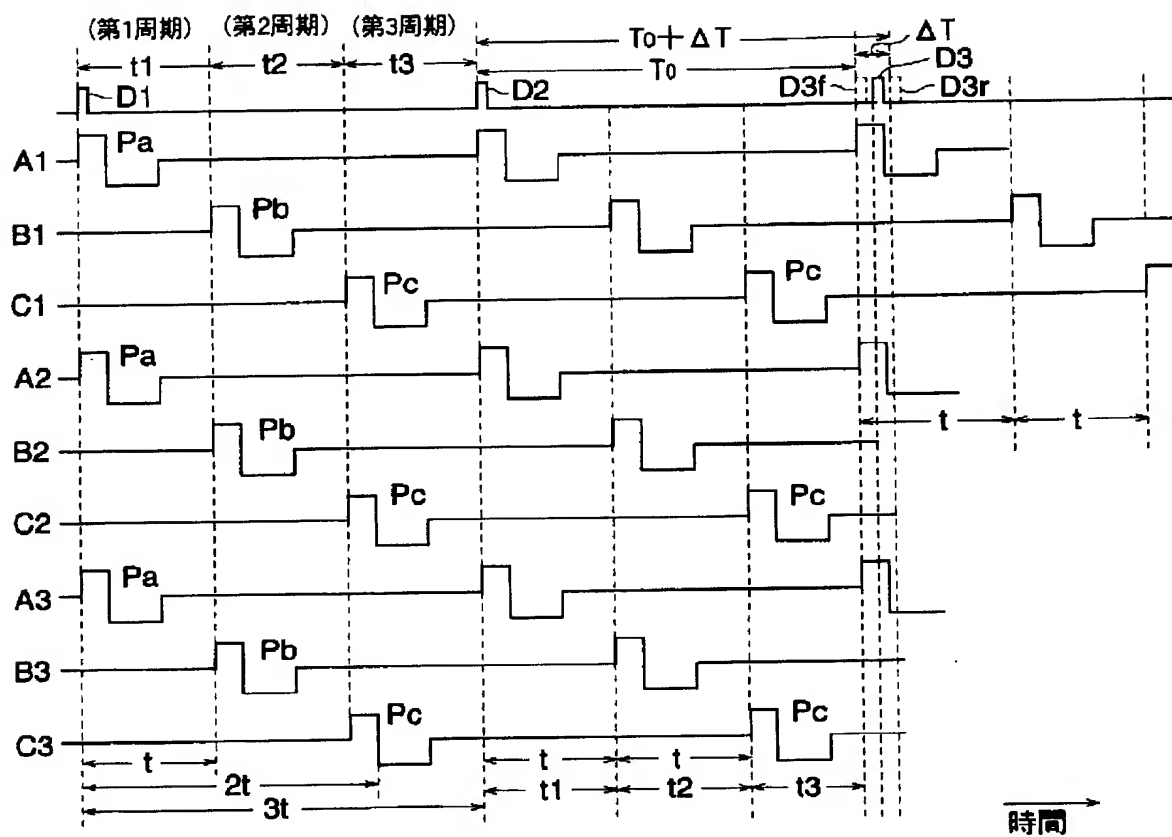 (第1周期) (第2周期) (第3周期)
T0+ΔT ΔT
t1 t2 t3 T0 D3
D1 D2 D3f D3r
A1 Pa
B1 Pb
C1 Pc Pc
A2 Pa
t t
B2 Pb
C2 Pc Pc
A3 Pa
B3 Pb
C3 Pc Pc
t t t
2t t1 t2 t3
3t
時間